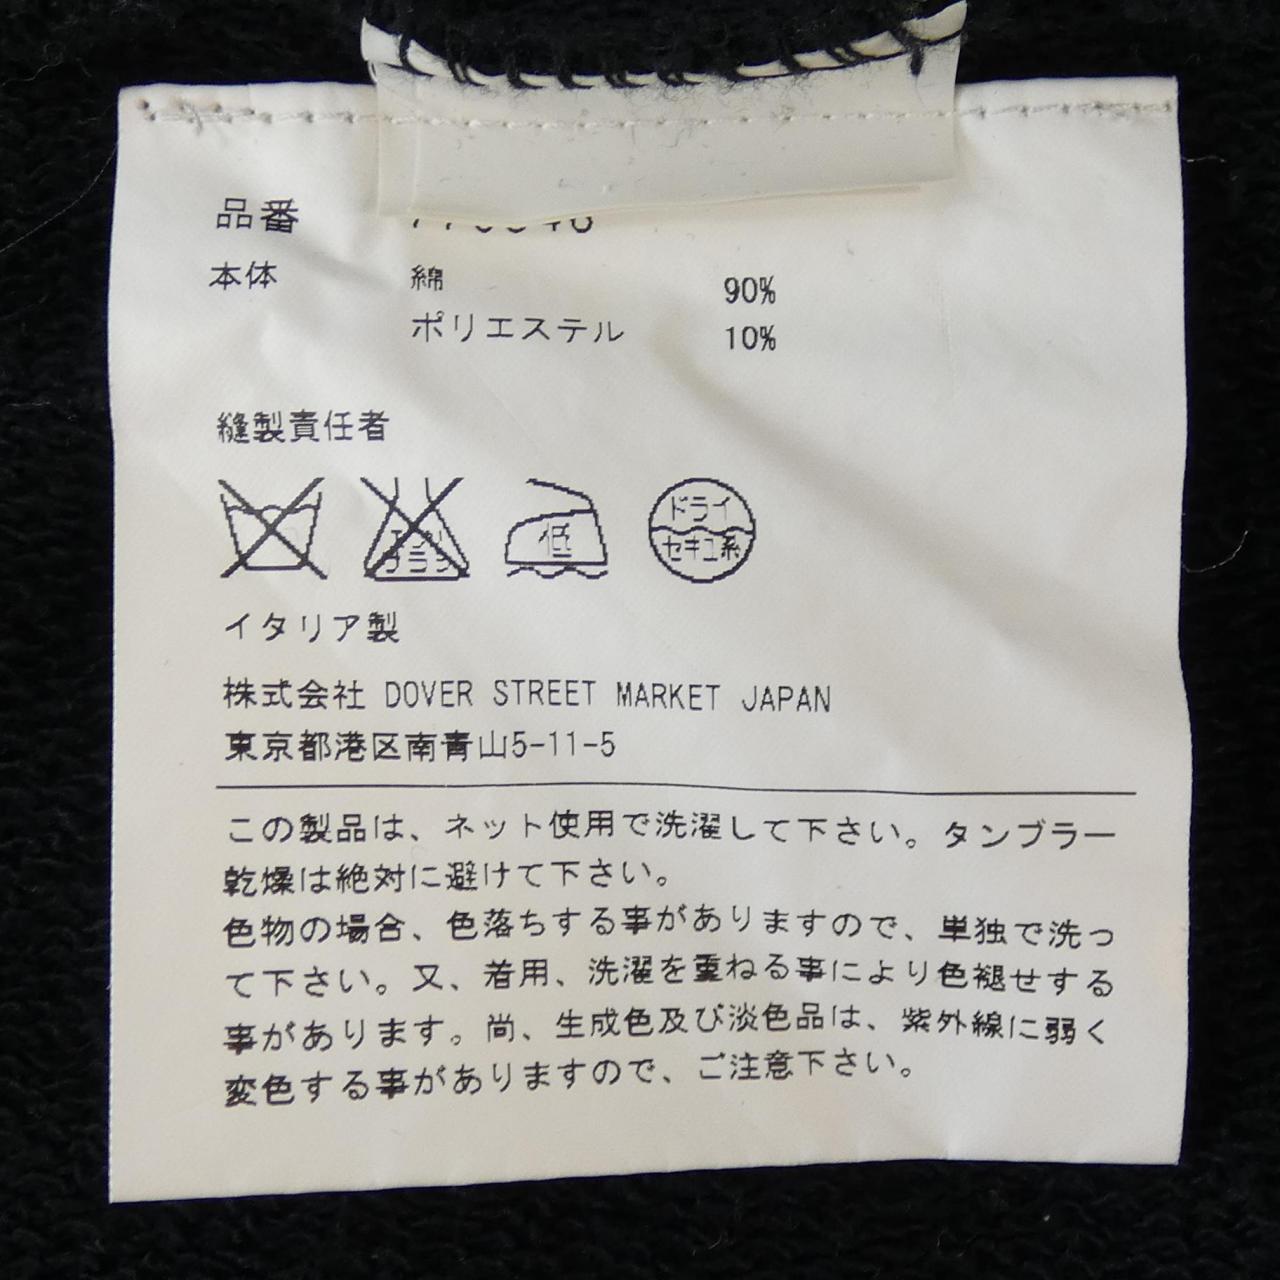 品番
本体 綿 90%
ポリエステル 10%
縫製責任者
エンソ
サラシ
低
ドライ
セキユ系
イタリア製
株式会社 DOVER STREET MARKET JAPAN
東京都港区南青山5-11-5
この製品は、ネット使用で洗濯して下さい。タンブラー
乾燥は絶対に避けて下さい。
色物の場合、色落ちする事がありますので、単独で洗っ
て下さい。又、着用、洗濯を重ねる事により色褪せする
事があります。尚、生成色及び淡色品は、紫外線に弱く
変色する事がありますので、ご注意下さい。